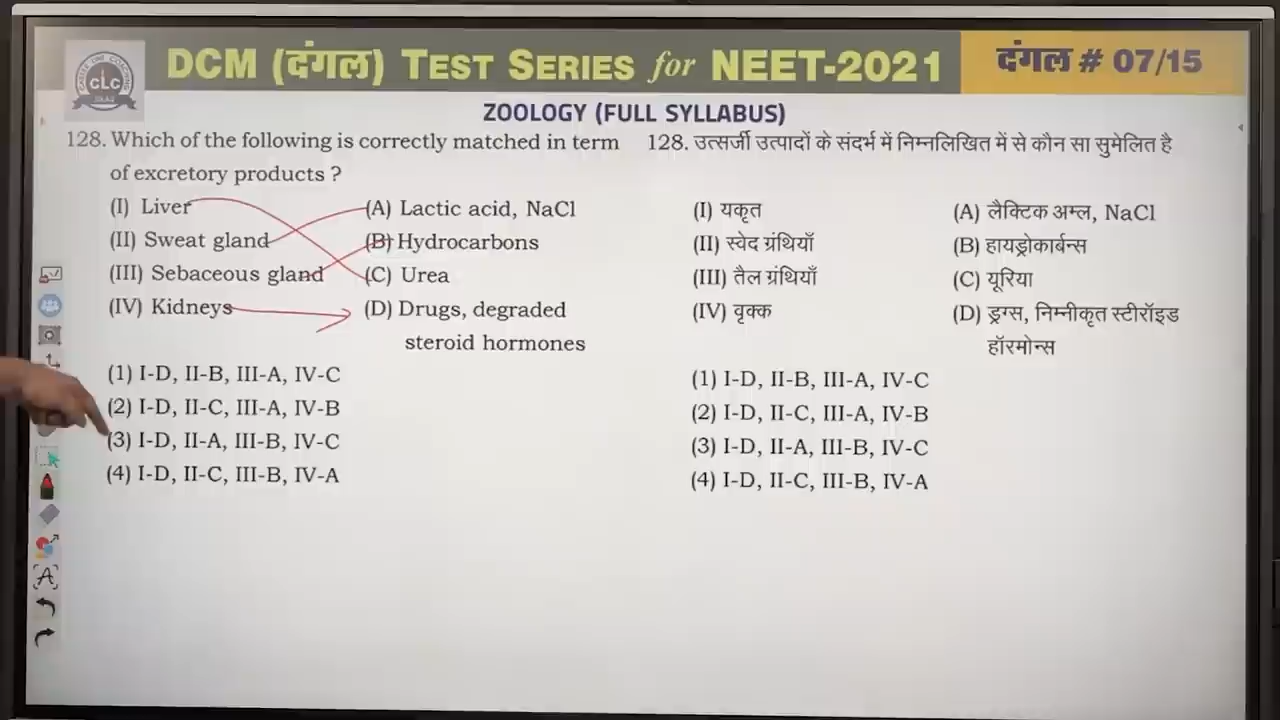 DCM (दंगल) TEST SERIES for NEET-2021
दंगल # 07/15
CLC
ZOOLOGY (FULL SYLLABUS)
128. Which of the following is correctly matched in term
of excretory products ?
(I) Liver (A) Lactic acid, NaCl
(II) Sweat gland (B) Hydrocarbons
(III) Sebaceous gland (C) Urea
(IV) Kidneys (D) Drugs, degraded
steroid hormones
(1) I-D, II-B, III-A, IV-C
(2) I-D, II-C, III-A, IV-B
(3) I-D, II-A, III-B, IV-C
(4) I-D, II-C, III-B, IV-A
128. उत्सर्जी उत्पादों के संदर्भ में निम्नलिखित में से कौन सा सुमेलित है
(I) यकृत (A) लैक्टिक अम्ल, NaCl
(II) स्वेद ग्रंथियाँ (B) हाइड्रोकार्बन्स
(III) तैल ग्रंथियाँ (C) यूरिया
(IV) वृक्क (D) ड्रग्स, निम्नीकृत स्टीरॉइड
हॉरमोन्स
(1) I-D, II-B, III-A, IV-C
(2) I-D, II-C, III-A, IV-B
(3) I-D, II-A, III-B, IV-C
(4) I-D, II-C, III-B, IV-A